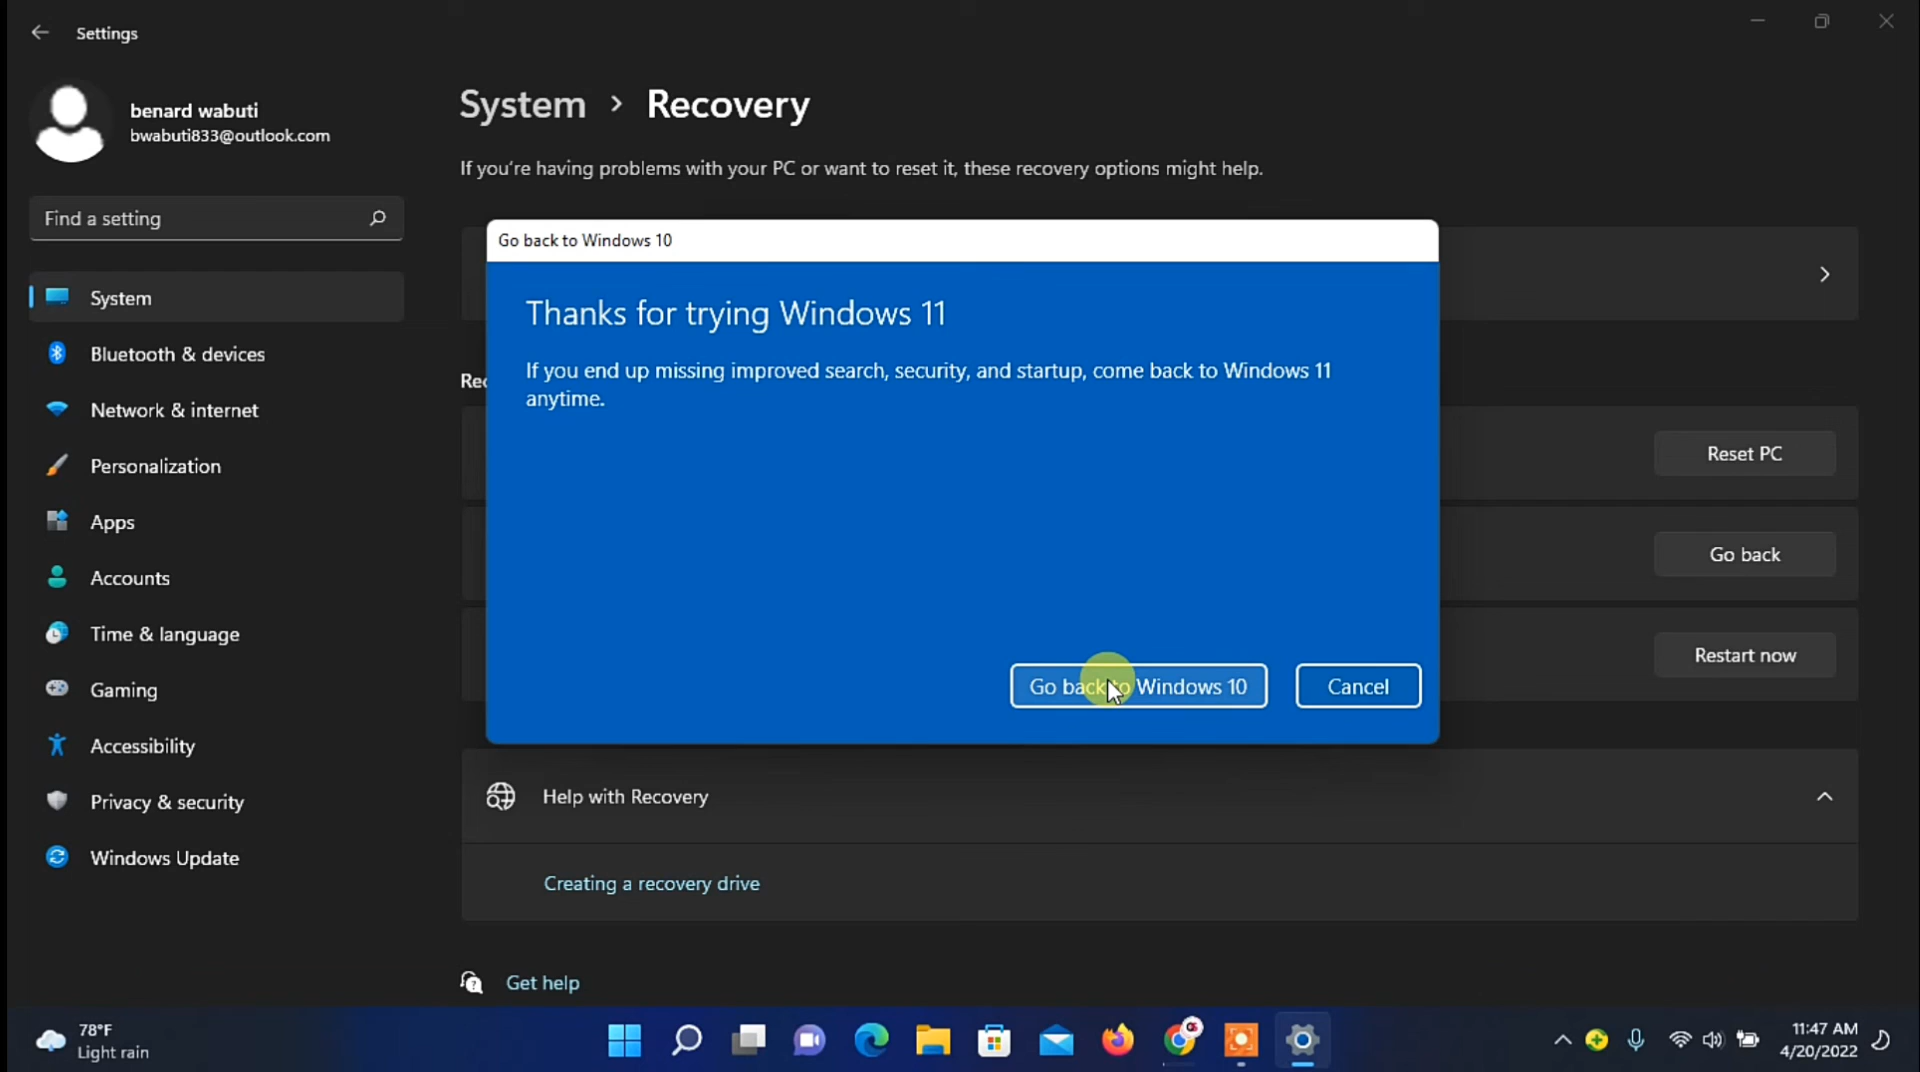 Settings
benard wabuti
bwabuti833@outlook.com
Find a setting
System
Bluetooth & devices
Network & internet
Personalization
Apps
Accounts
Time & language
Gaming
Accessibility
Privacy & security
Windows Update
System > Recovery
If you're having problems with your PC or want to reset it, these recovery options might help.
Go back to Windows 10
Thanks for trying Windows 11
If you end up missing improved search, security, and startup, come back to Windows 11
anytime.
Go back to Windows 10
Cancel
Reset PC
Go back
Restart now
Help with Recovery
Creating a recovery drive
Get help
78°F
Light rain
11:47 AM
4/20/2022